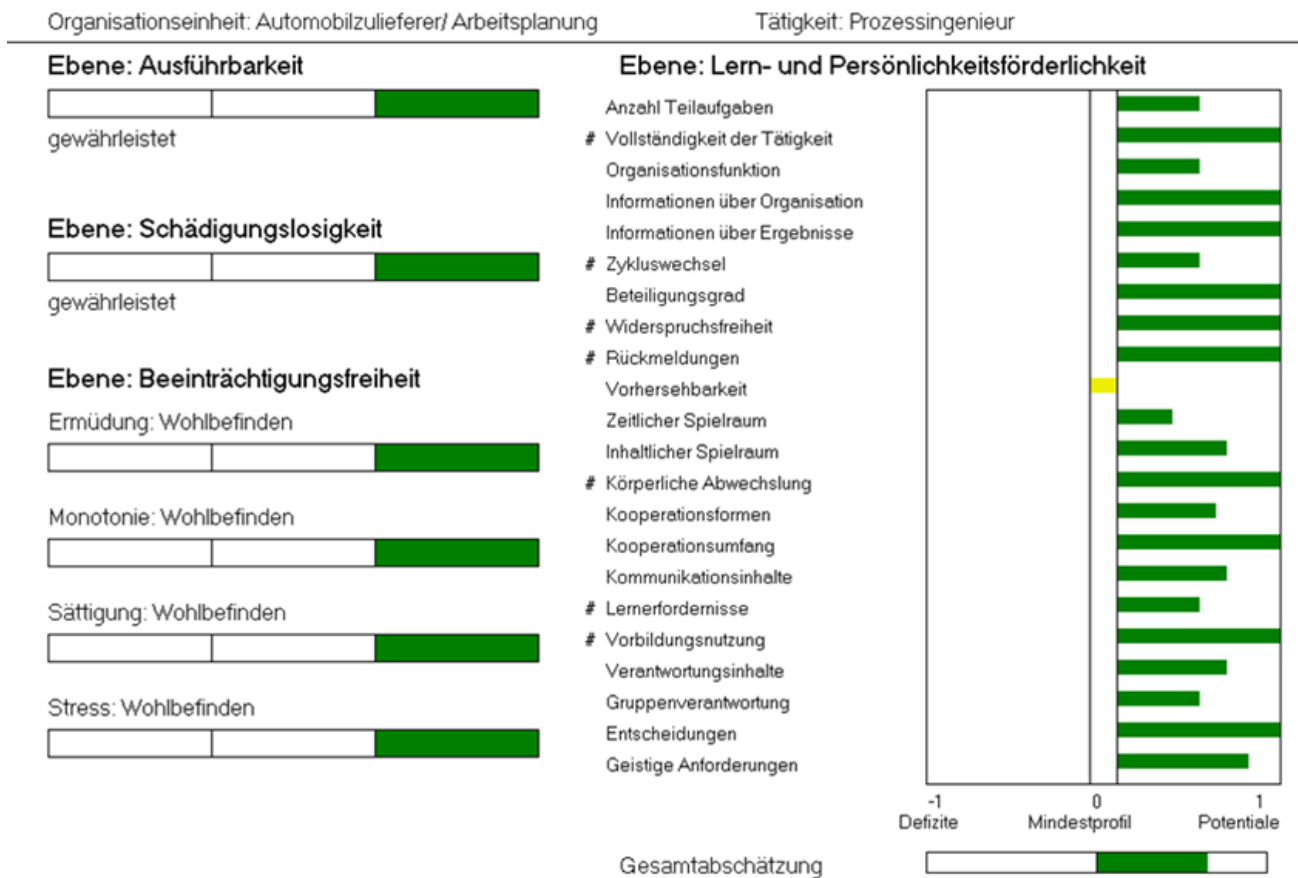 Organisationseinheit: Automobilzulieferer/ Arbeitsplanung Tätigkeit: Prozessingenieur
Ebene: Ausführbarkeit
gewährleistet
Ebene: Schädigungslosigkeit
gewährleistet
Ebene: Beeinträchtigungsfreiheit
Ermüdung: Wohlbefinden
Monotonie: Wohlbefinden
Sättigung: Wohlbefinden
Stress: Wohlbefinden
Ebene: Lern- und Persönlichkeitsförderlichkeit
Anzahl Teilaufgaben
# Vollständigkeit der Tätigkeit
Organisationsfunktion
Informationen über Organisation
Informationen über Ergebnisse
# Zykluswechsel
Beteiligungsgrad
# Widerspruchsfreiheit
# Rückmeldungen
Vorhersehbarkeit
Zeitlicher Spielraum
Inhaltlicher Spielraum
# Körperliche Abwechslung
Kooperationsformen
Kooperationsumfang
Kommunikationsinhalte
# Lernerfordernisse
# Vorbildungsnutzung
Verantwortungsinhalte
Gruppenverantwortung
Entscheidungen
Geistige Anforderungen
-1 0 1
Defizite Mindestprofil Potentiale
Gesamtabschätzung